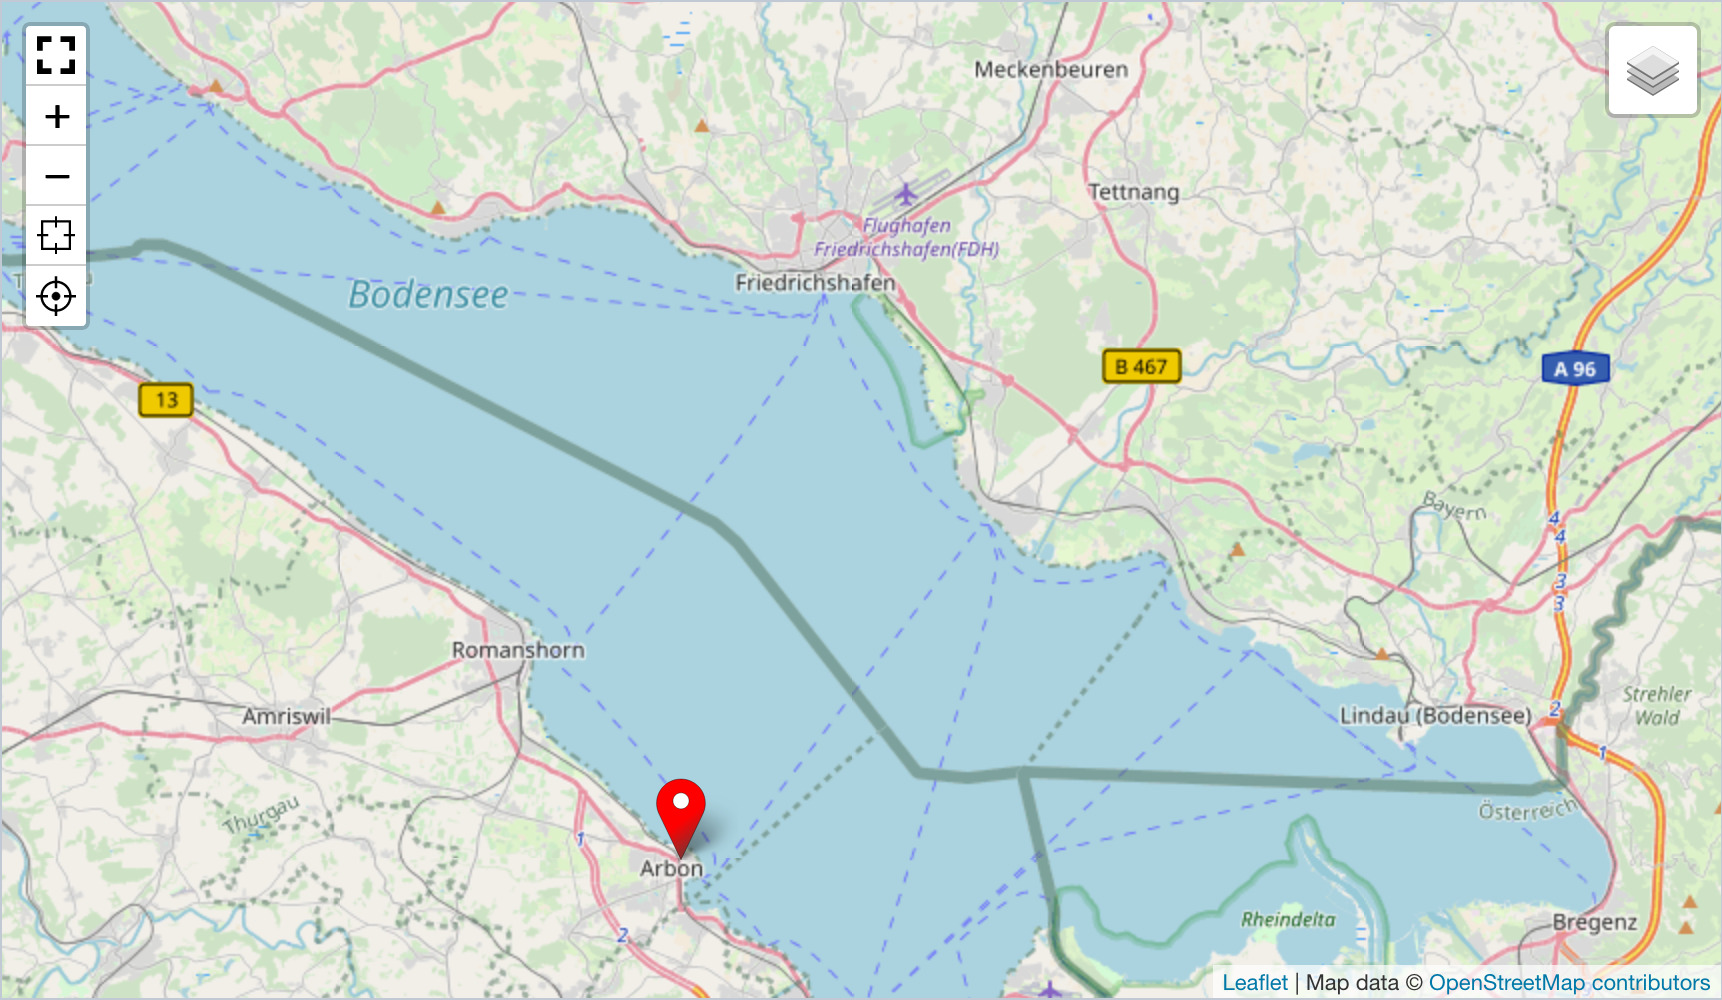 +
−
Meckenbeuren
Tettnang
Flughafen
Friedrichshafen(FDH)
Friedrichshafen
Bodensee
B 467
A 96
13
Bayern
4
4
3
3
Romanshorn
Amriswil
Lindau (Bodensee)
2
Strehler
Wald
1
Österreich
Thurgau
1
Arbon
2
Rheindelta
Bregenz
Leaflet | Map data © OpenStreetMap contributors